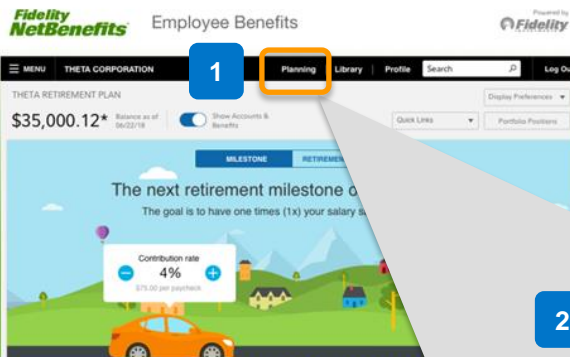 Fidelity
NetBenefits
Employee Benefits
Powered by
Fidelity
INVESTMENTS
MENU THETA CORPORATION Planning Library Profile Search Log Ou
1
THETA RETIREMENT PLAN
Display Preferences
$35,000.12* Balance as of 06/22/18 Show Accounts & Benefits Quick Links Portfolio Positions
MILESTONE RETIREMEN
The next retirement milestone o
The goal is to have one times (1x) your salary s
Contribution rate
4%
$75.00 per paycheck
2